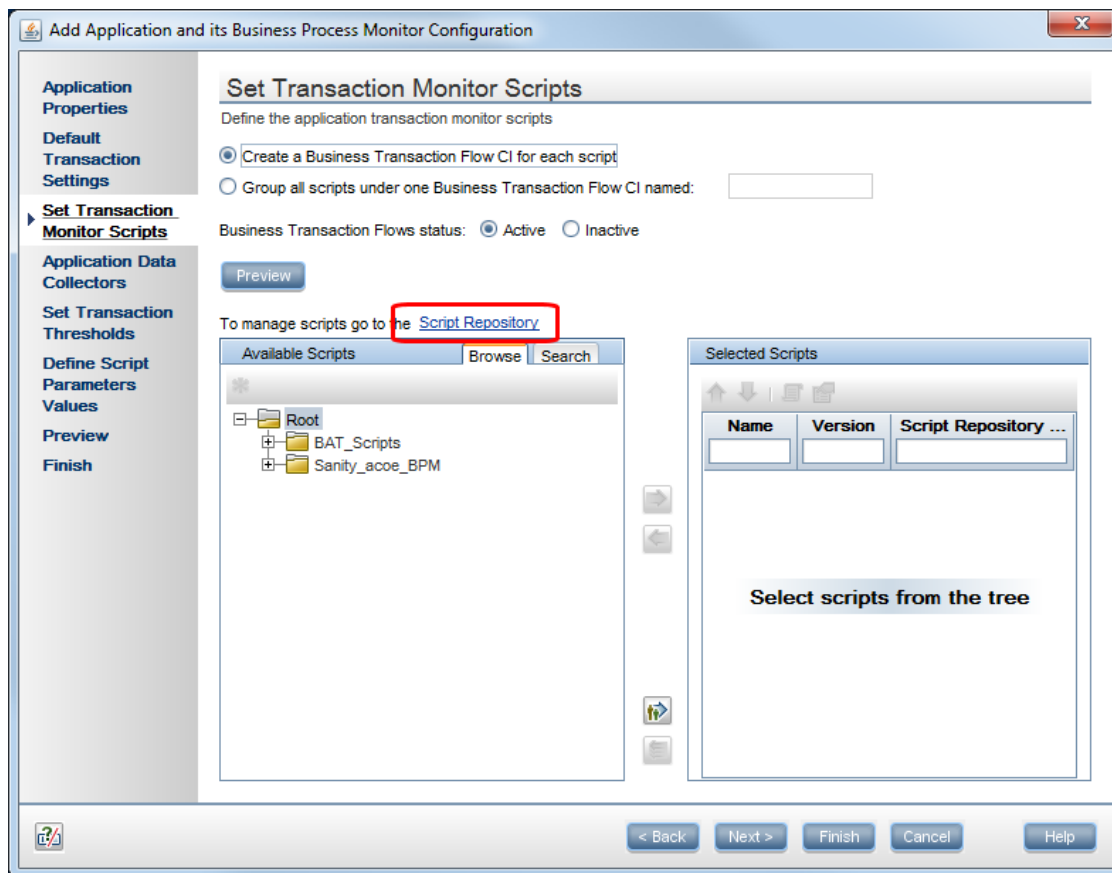 Add Application and its Business Process Monitor Configuration
Application
Properties
Default
Transaction
Settings
Set Transaction
Monitor Scripts
Application Data
Collectors
Set Transaction
Thresholds
Define Script
Parameters
Values
Preview
Finish
Set Transaction Monitor Scripts
Define the application transaction monitor scripts
Create a Business Transaction Flow CI for each script
Group all scripts under one Business Transaction Flow CI named:
Business Transaction Flows status: Active Inactive
Preview
To manage scripts go to the Script Repository
Available Scripts Browse Search
Root
BAT_Scripts
Sanity_acoe_BPM
Selected Scripts
Name Version Script Repository ...
Select scripts from the tree
< Back Next > Finish Cancel Help